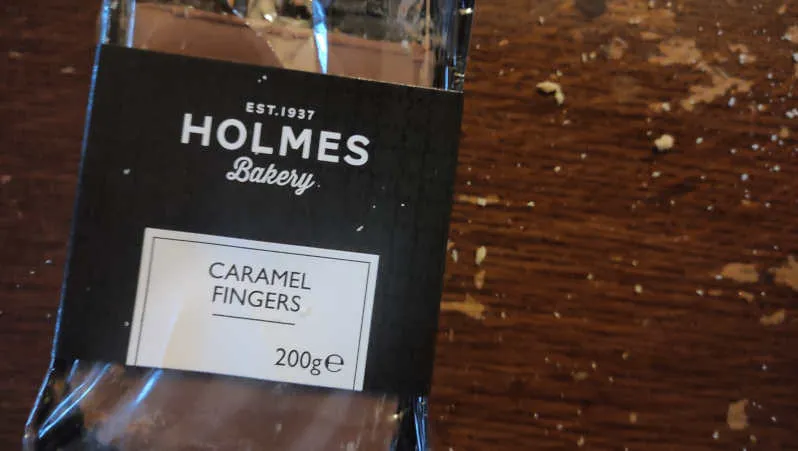 EST.1937
HOLMES
Bakery
CARAMEL
FINGERS
200g℮